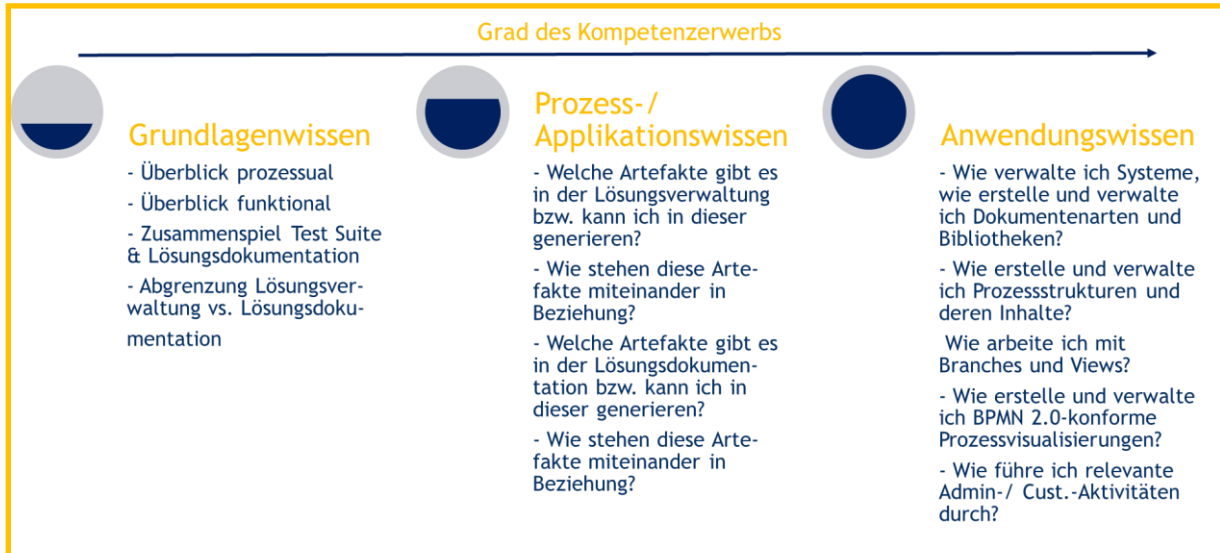 Grad des Kompetenzerwerbs
Grundlagenwissen
- Überblick prozessual
- Überblick funktional
- Zusammenspiel Test Suite
& Lösungsdokumentation
- Abgrenzung Lösungsver-
waltung vs. Lösungsdoku-
mentation
Prozess-/
Applikationswissen
- Welche Artefakte gibt es
in der Lösungsverwaltung
bzw. kann ich in dieser
generieren?
- Wie stehen diese Arte-
fakte miteinander in
Beziehung?
- Welche Artefakte gibt es
in der Lösungsdokumen-
tation bzw. kann ich in
dieser generieren?
- Wie stehen diese Arte-
fakte miteinander in
Beziehung?
Anwendungswissen
- Wie verwalte ich Systeme,
wie erstelle und verwalte
ich Dokumentenarten und
Bibliotheken?
- Wie erstelle und verwalte
ich Prozessstrukturen und
deren Inhalte?
Wie arbeite ich mit
Branches und Views?
- Wie erstelle und verwalte
ich BPMN 2.0-konforme
Prozessvisualisierungen?
- Wie führe ich relevante
Admin-/ Cust.-Aktivitäten
durch?